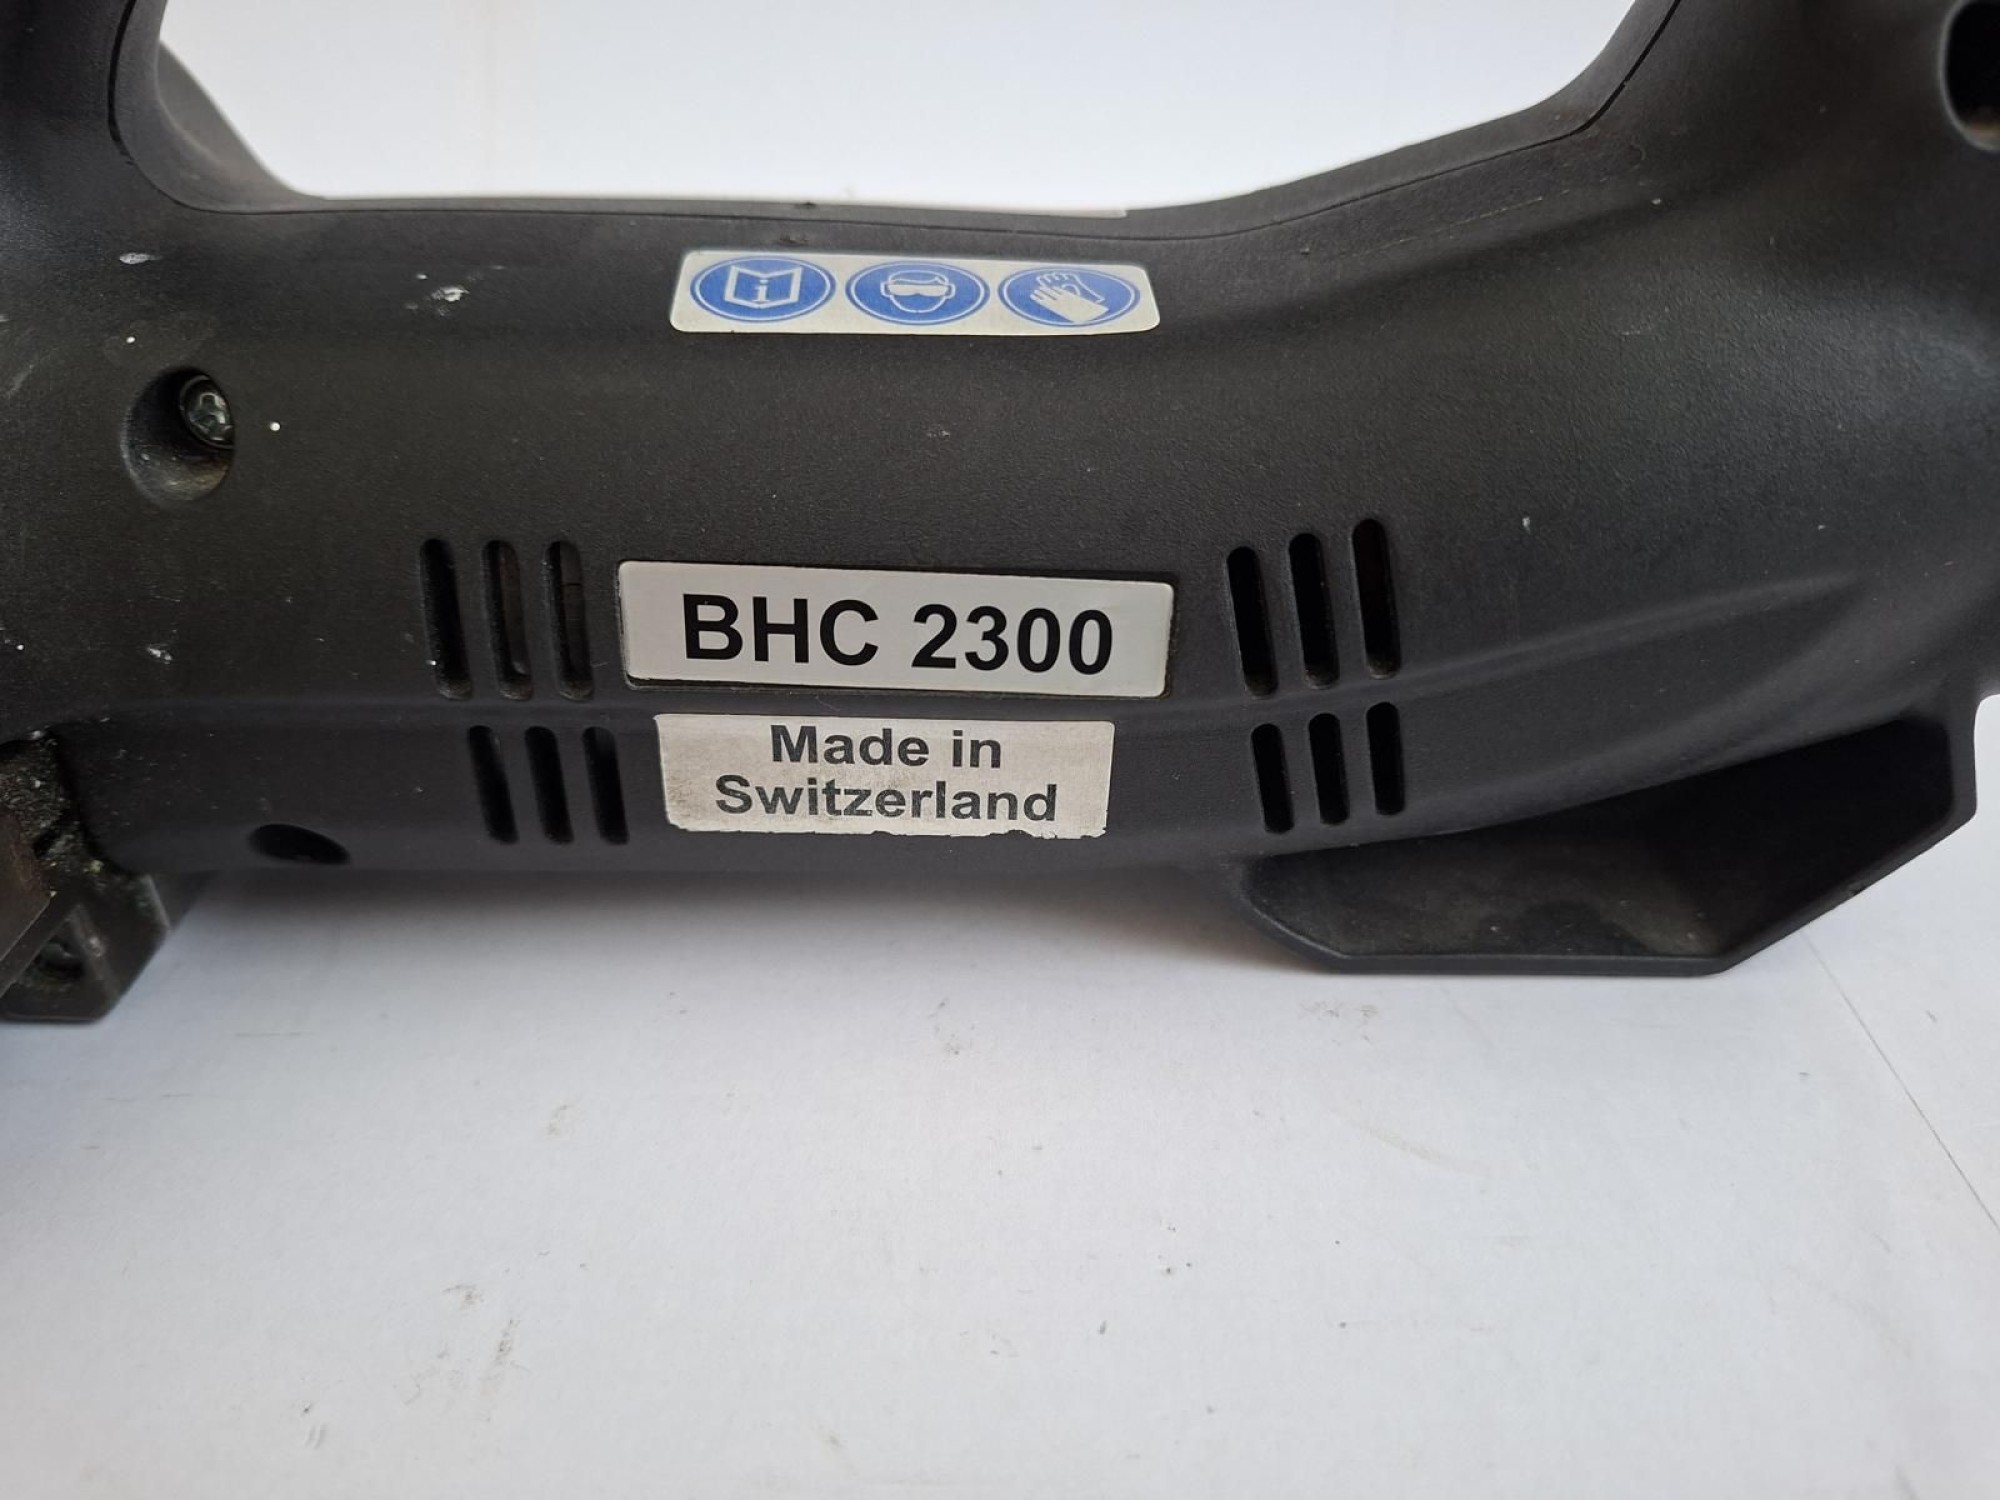 i
BHC 2300
Made in
Switzerland